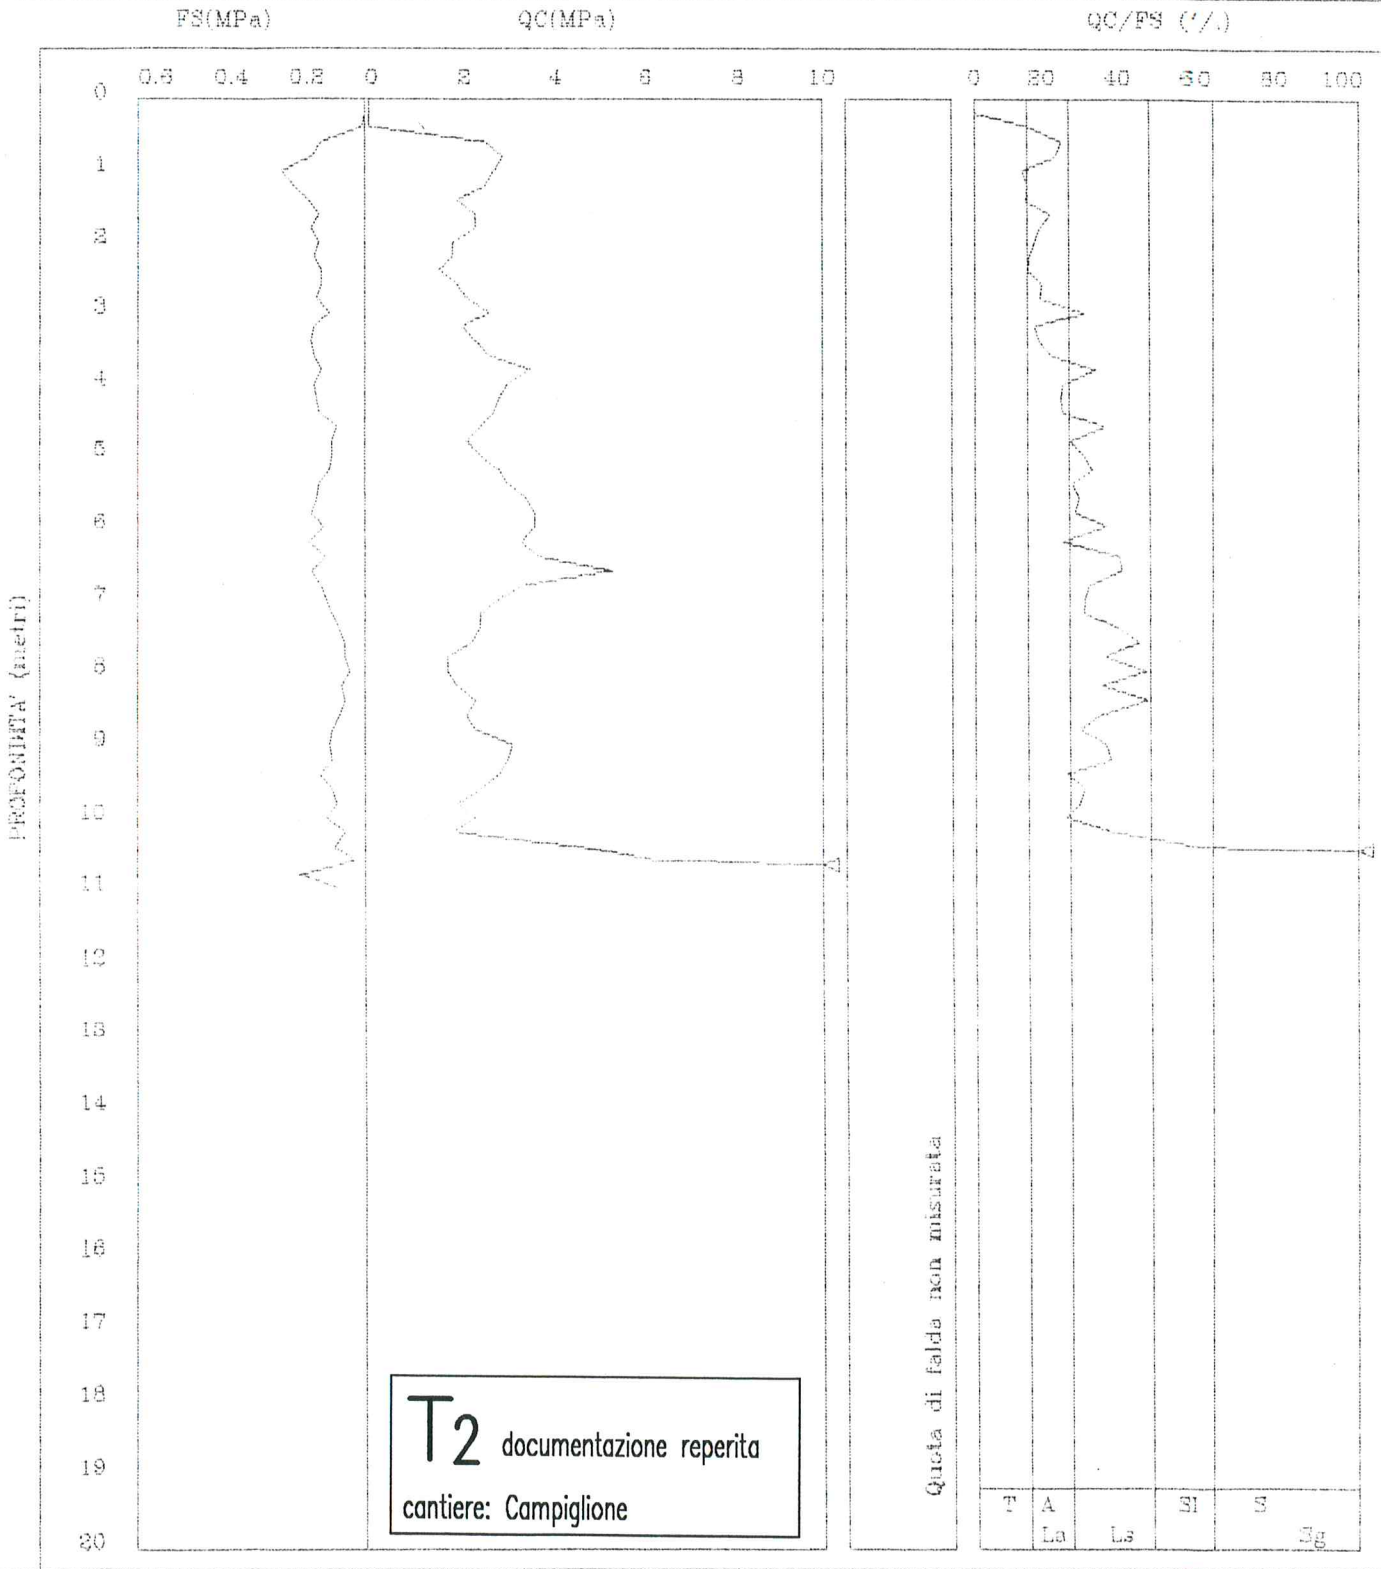 FS(MPa) QC(MPa) QC/FS (°/.)
0.6 0.4 0.2 0 2 4 6 8 10 0 20 40 60 80 100
0
1
2
3
4
5
6
7
8
9
10
11
12
13
14
15
16
17
18
19
20
PROFONDITA' (metri)
Quota di falda non misurata
T2 documentazione reperita
cantiere: Campiglione
T A Sl S
La Ls Sg